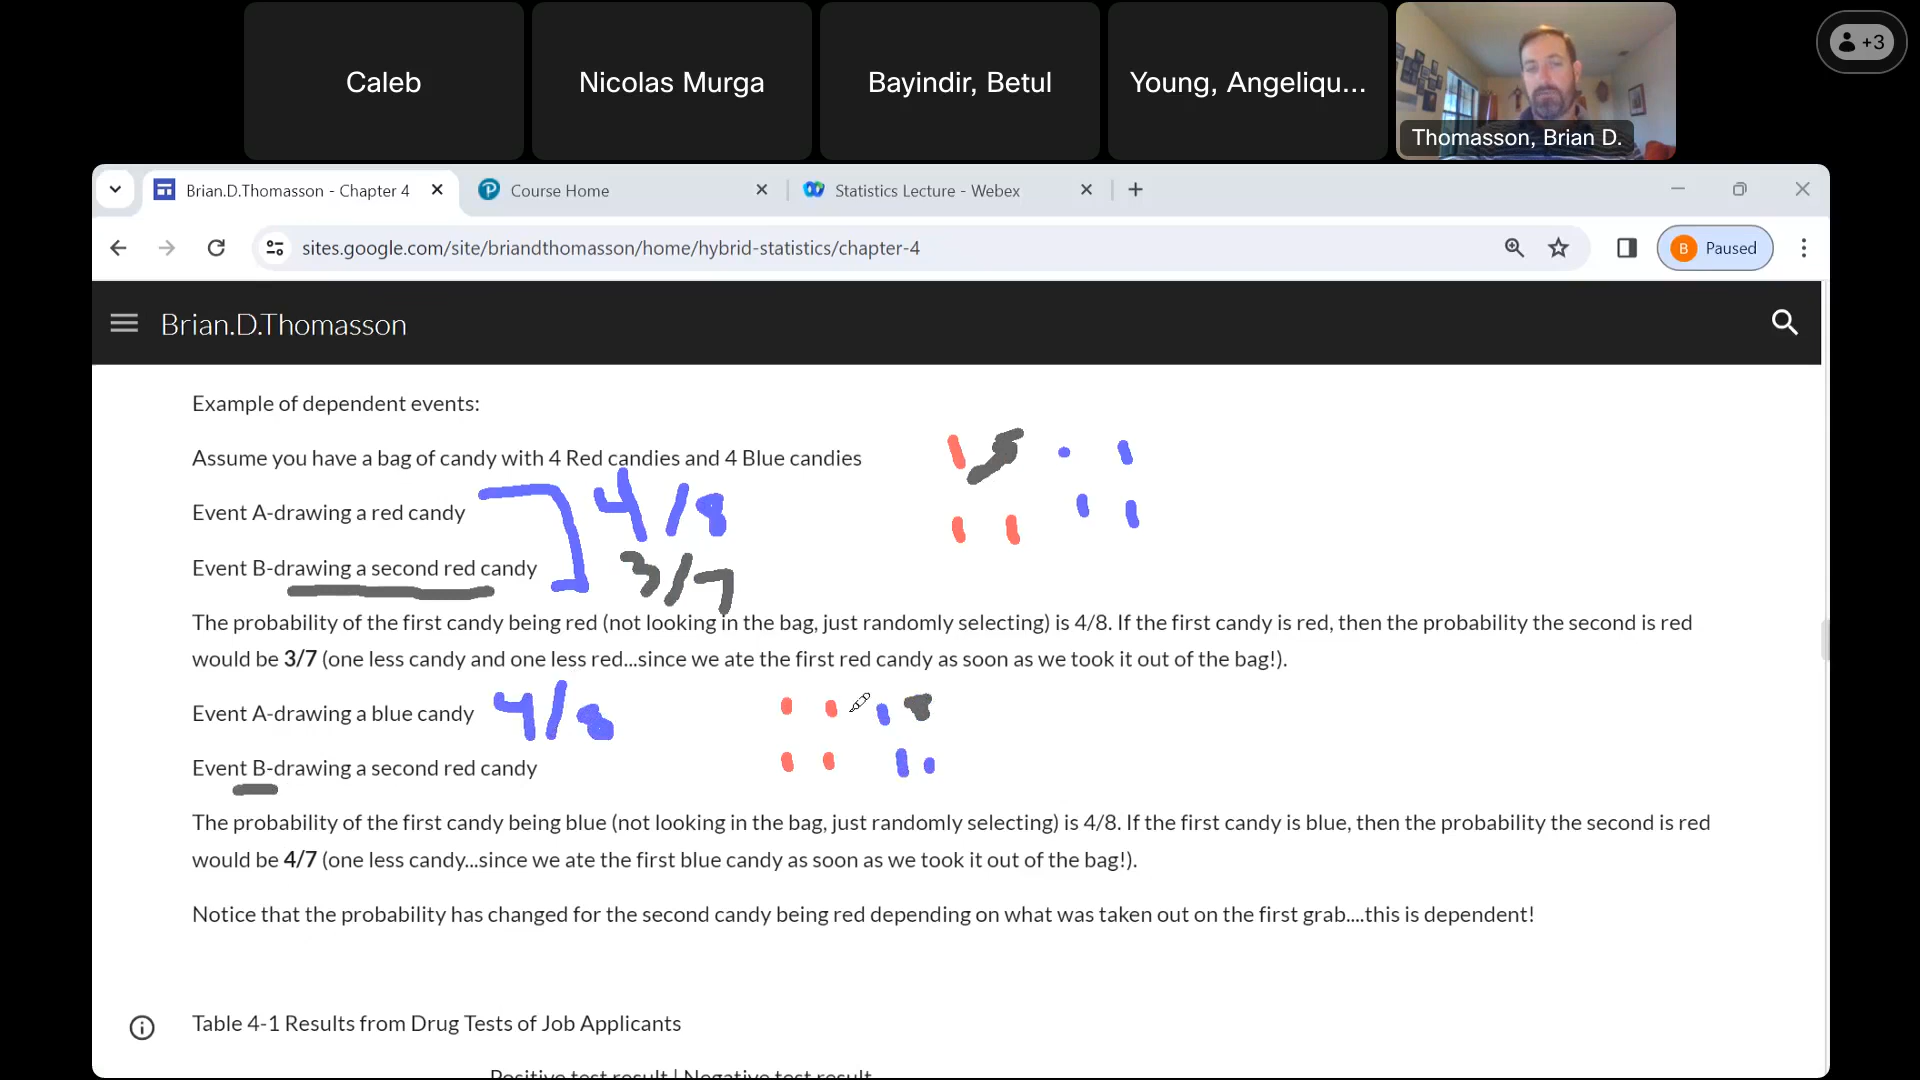 Caleb
Nicolas Murga
Bayindir, Betul
Young, Angeliqu...
Thomasson, Brian D.
+3
Brian.D.Thomasson - Chapter 4
Course Home
Statistics Lecture - Webex
sites.google.com/site/briandthomasson/home/hybrid-statistics/chapter-4
B Paused
Brian.D.Thomasson
Example of dependent events:
Assume you have a bag of candy with 4 Red candies and 4 Blue candies
Event A-drawing a red candy 4/8
Event B-drawing a second red candy 3/7
The probability of the first candy being red (not looking in the bag, just randomly selecting) is 4/8. If the first candy is red, then the probability the second is red
would be 3/7 (one less candy and one less red...since we ate the first red candy as soon as we took it out of the bag!).
Event A-drawing a blue candy 4/8
Event B-drawing a second red candy
The probability of the first candy being blue (not looking in the bag, just randomly selecting) is 4/8. If the first candy is blue, then the probability the second is red
would be 4/7 (one less candy...since we ate the first blue candy as soon as we took it out of the bag!).
Notice that the probability has changed for the second candy being red depending on what was taken out on the first grab....this is dependent!
Table 4-1 Results from Drug Tests of Job Applicants
Positive test result | Negative test result